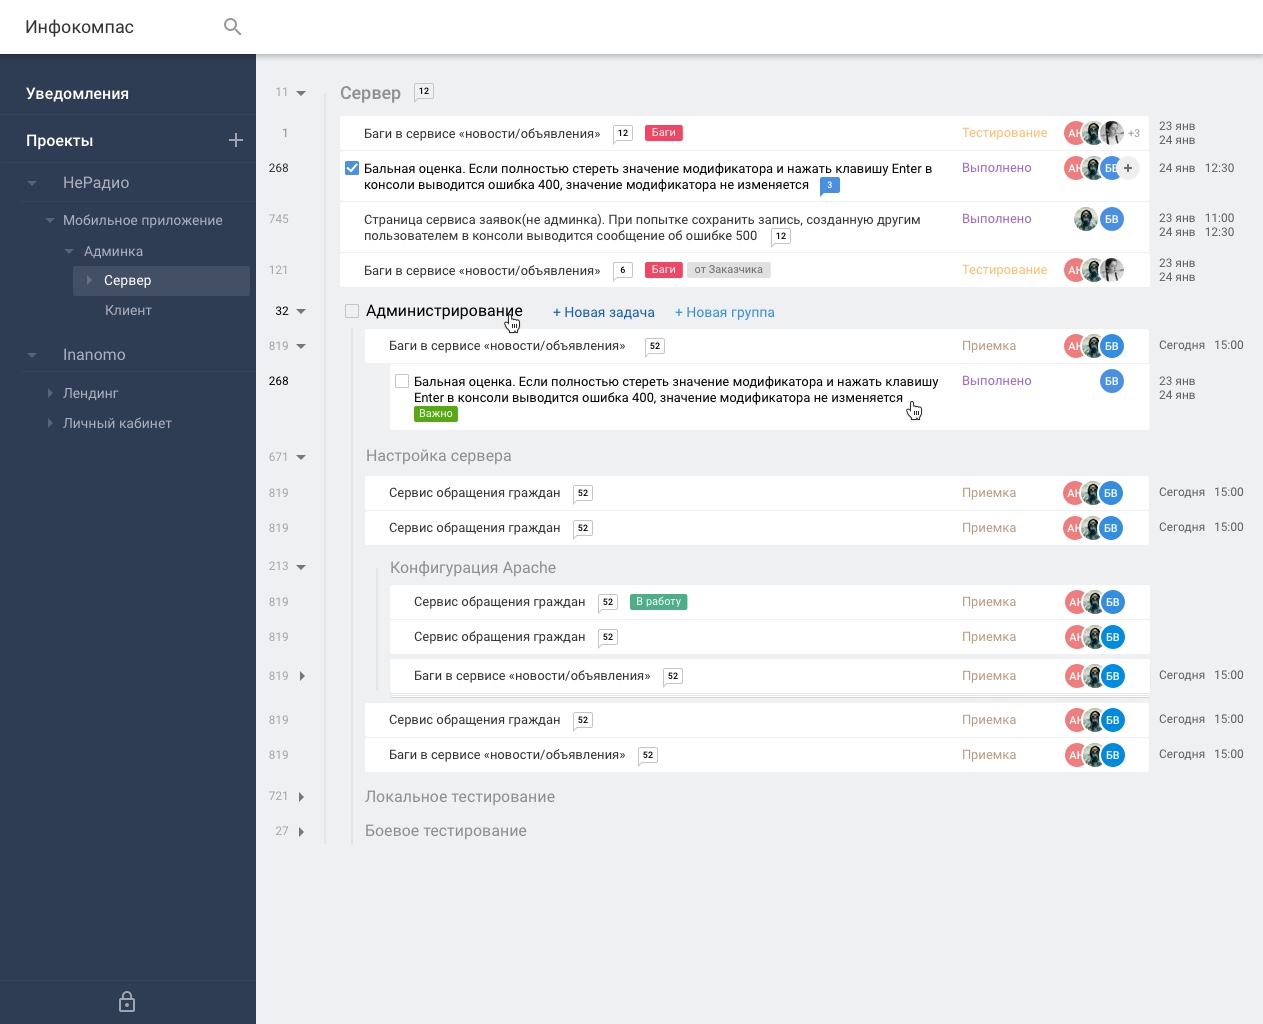 Инфокомпас
Уведомления
Проекты
НеРадио
Мобильное приложение
Админка
Сервер
Клиент
Inanomo
Лендинг
Личный кабинет
11 Сервер 12
1 Баги в сервисе «новости/объявления» 12 Баги Тестирование АН +3 23 янв
24 янв
268 Бальная оценка. Если полностью стереть значение модификатора и нажать клавишу Enter в Выполнено АН БВ + 24 янв 12:30
консоли выводится ошибка 400, значение модификатора не изменяется 3
745 Страница сервиса заявок(не админка). При попытке сохранить запись, созданную другим Выполнено БВ 23 янв 11:00
пользователем в консоли выводится сообщение об ошибке 500 12 24 янв 12:30
121 Баги в сервисе «новости/объявления» 6 Баги от Заказчика Тестирование АН 23 янв
24 янв
32 Администрирование + Новая задача + Новая группа
819 Баги в сервисе «новости/объявления» 52 Приемка АН БВ Сегодня 15:00
268 Бальная оценка. Если полностью стереть значение модификатора и нажать клавишу Выполнено БВ 23 янв
Enter в консоли выводится ошибка 400, значение модификатора не изменяется 24 янв
Важно
671 Настройка сервера
819 Сервис обращения граждан 52 Приемка АН БВ Сегодня 15:00
819 Сервис обращения граждан 52 Приемка АН БВ Сегодня 15:00
213 Конфигурация Apache
819 Сервис обращения граждан 52 В работу Приемка АН БВ
819 Сервис обращения граждан 52 Приемка АН БВ
819 Баги в сервисе «новости/объявления» 52 Приемка АН БВ Сегодня 15:00
819 Сервис обращения граждан 52 Приемка АН БВ Сегодня 15:00
819 Баги в сервисе «новости/объявления» 52 Приемка АН БВ Сегодня 15:00
721 Локальное тестирование
27 Боевое тестирование